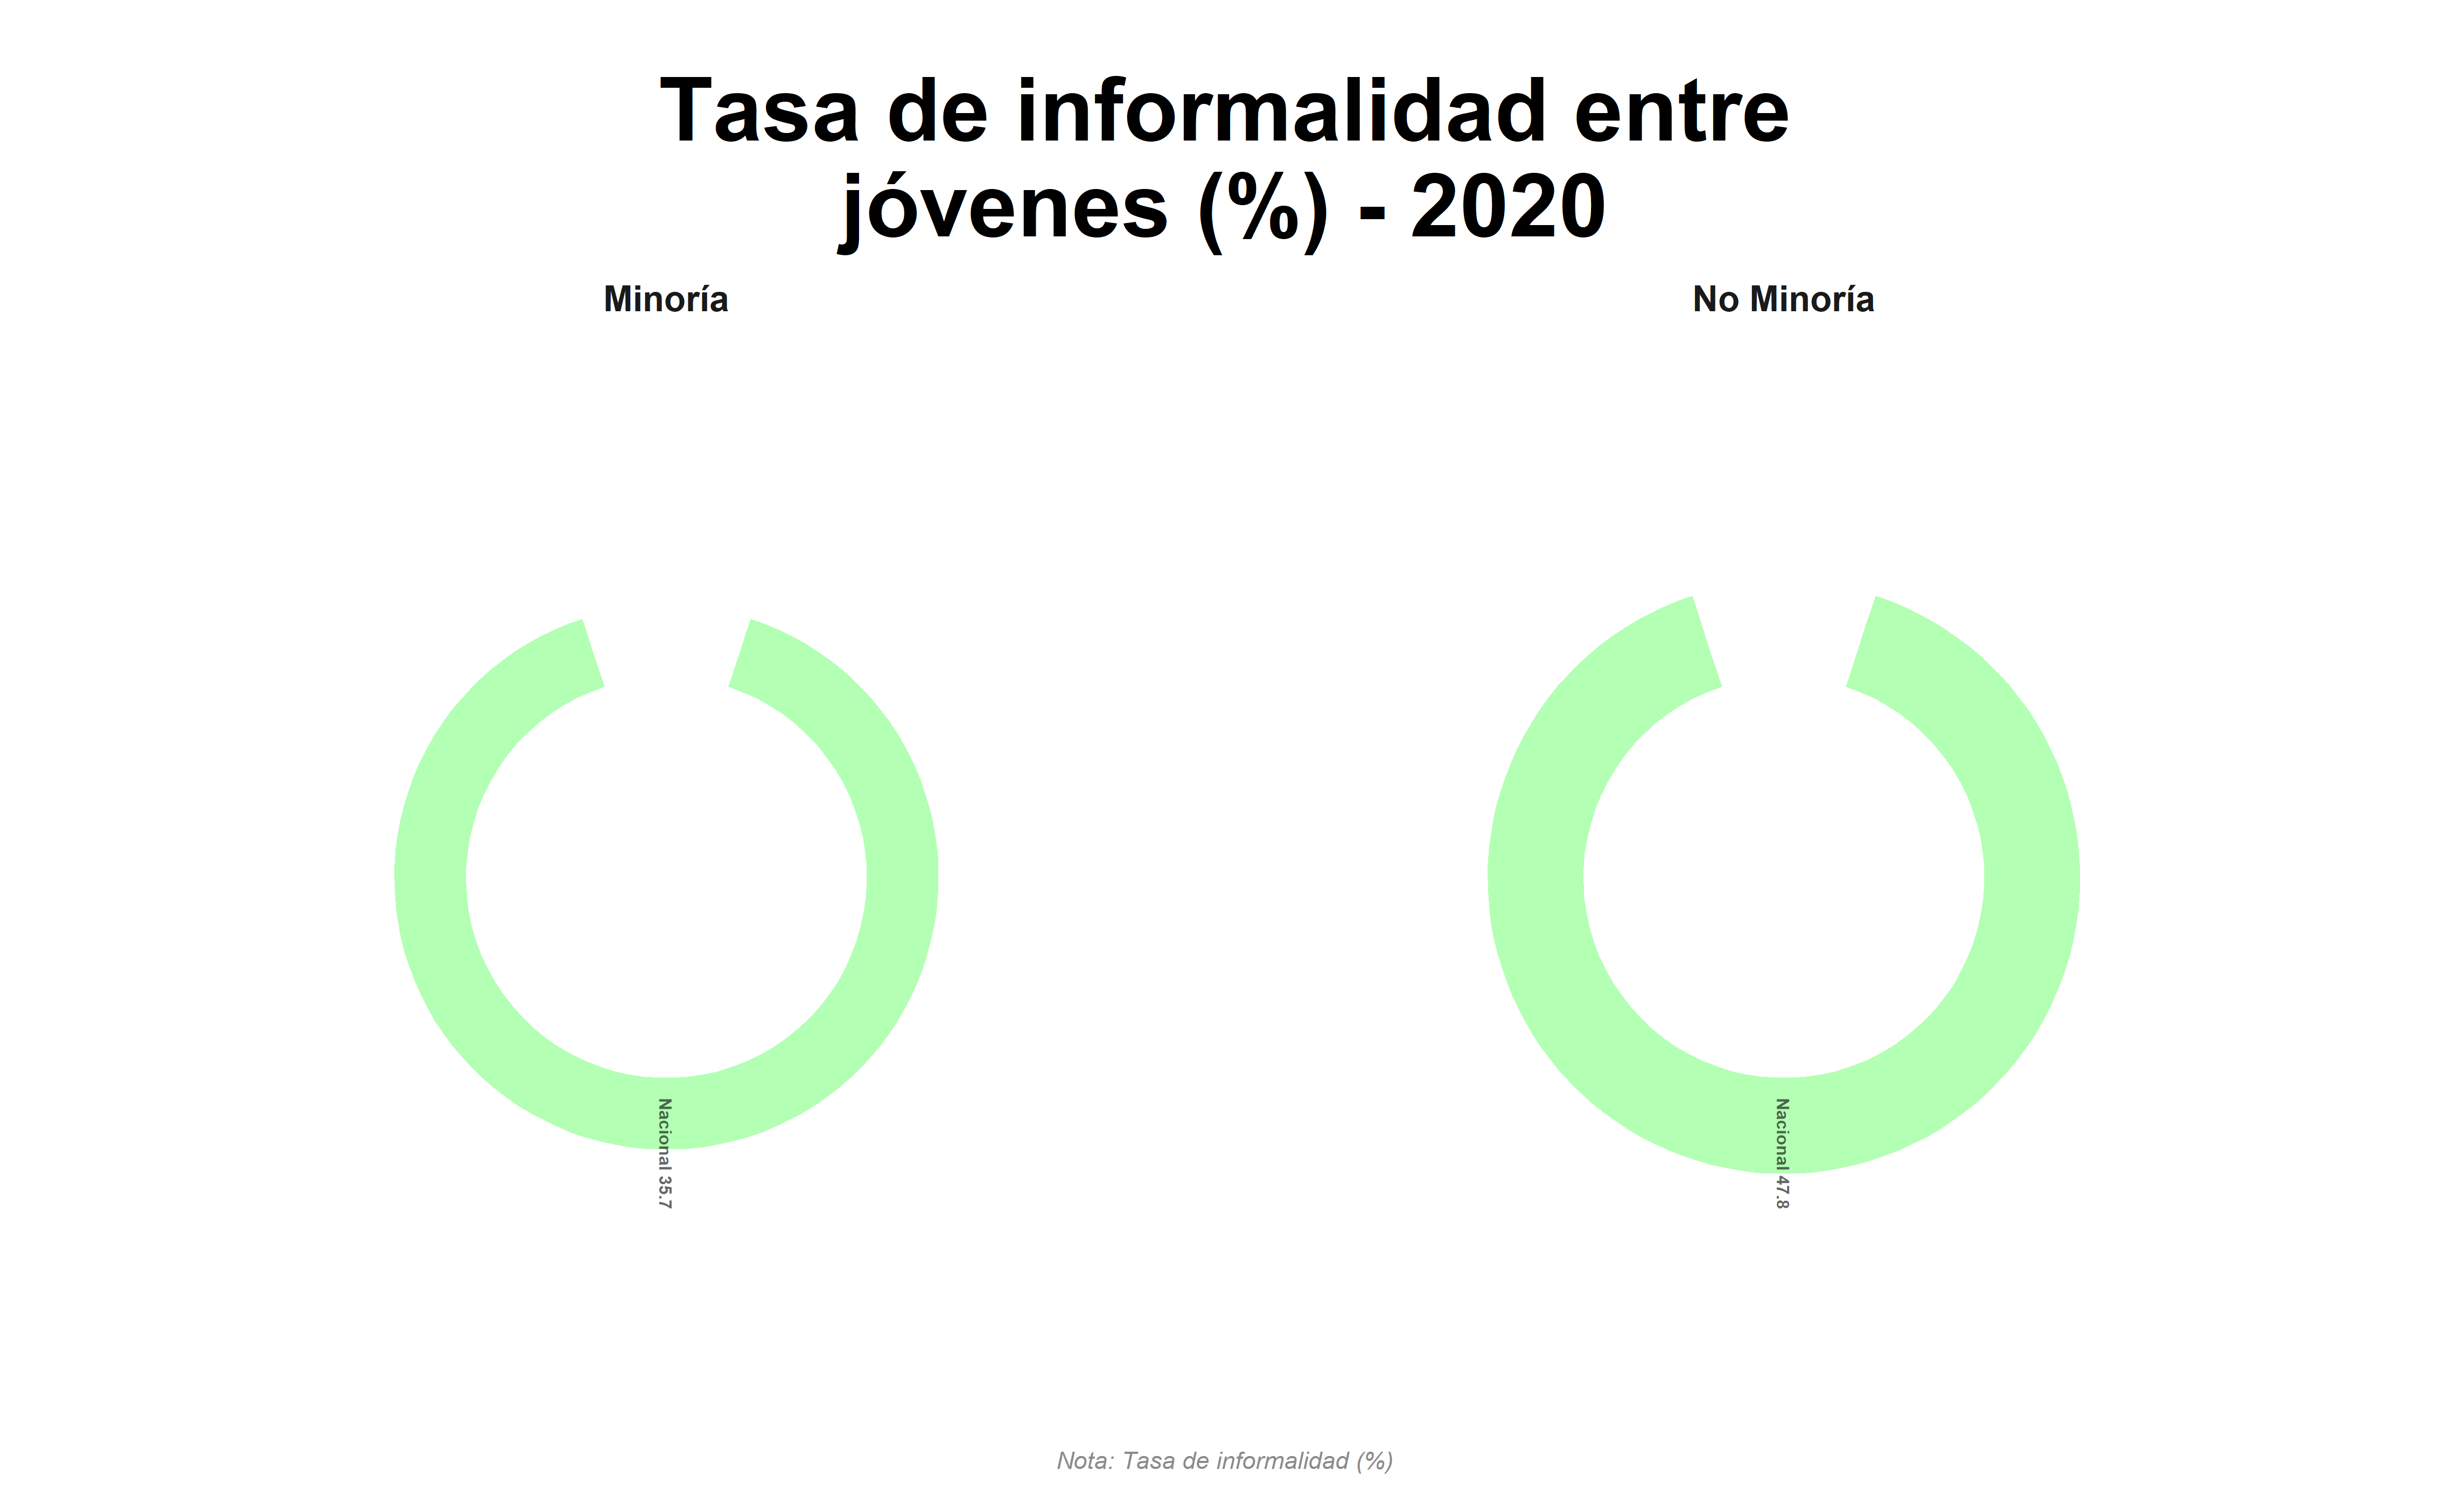 Tasa de informalidad entre
jóvenes (%) - 2020
Minoría
No Minoría
Nacional 35.7
Nacional 47.8
Nota: Tasa de informalidad (%)